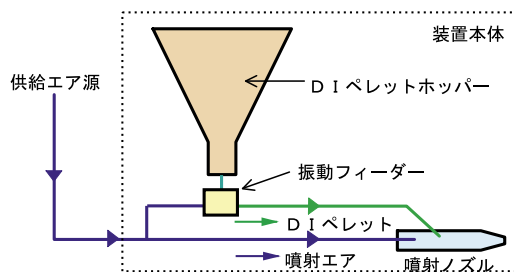 装置本体
供給エア源
ＤＩペレットホッパー
振動フィーダー
ＤＩペレット
噴射エア
噴射ノズル